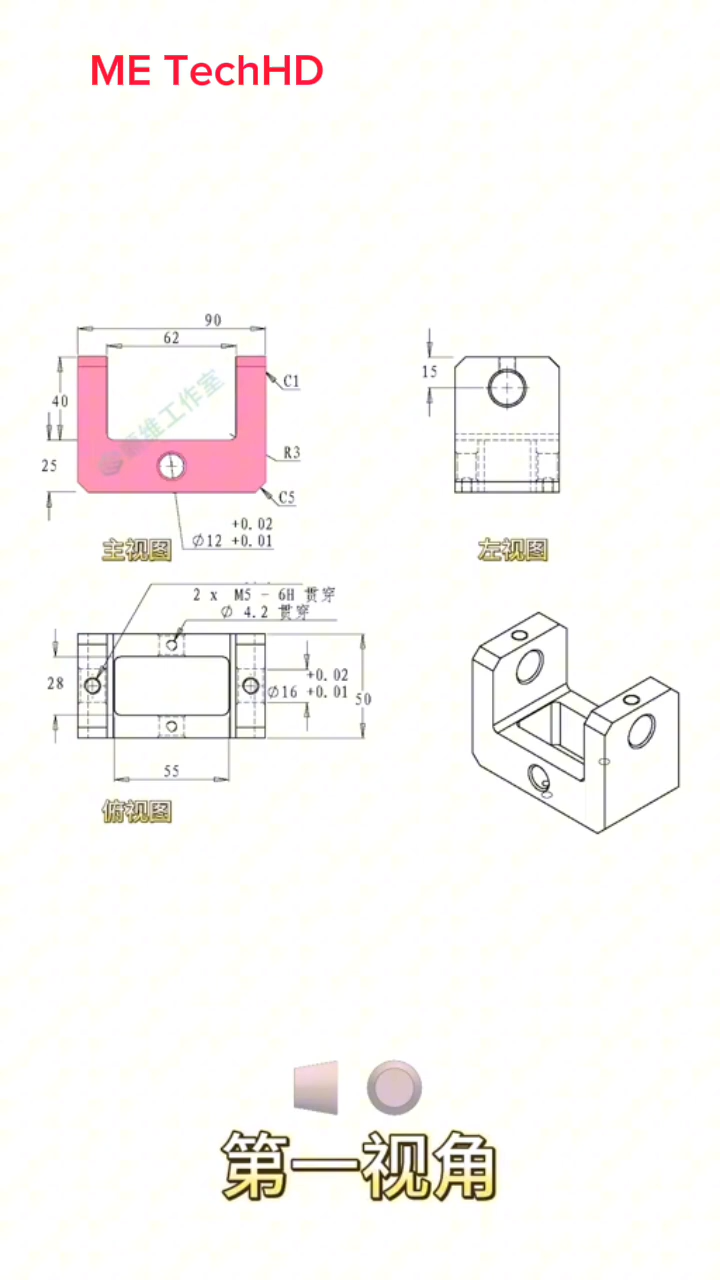 ME TechHD
90
62
C1
40
R3
25
C5
+0.02
Ø12 +0.01
主视图
15
左视图
2 x M5 - 6H 贯穿
Ø 4.2 贯穿
28
+0.02
Ø16 +0.01
50
55
俯视图
第一视角